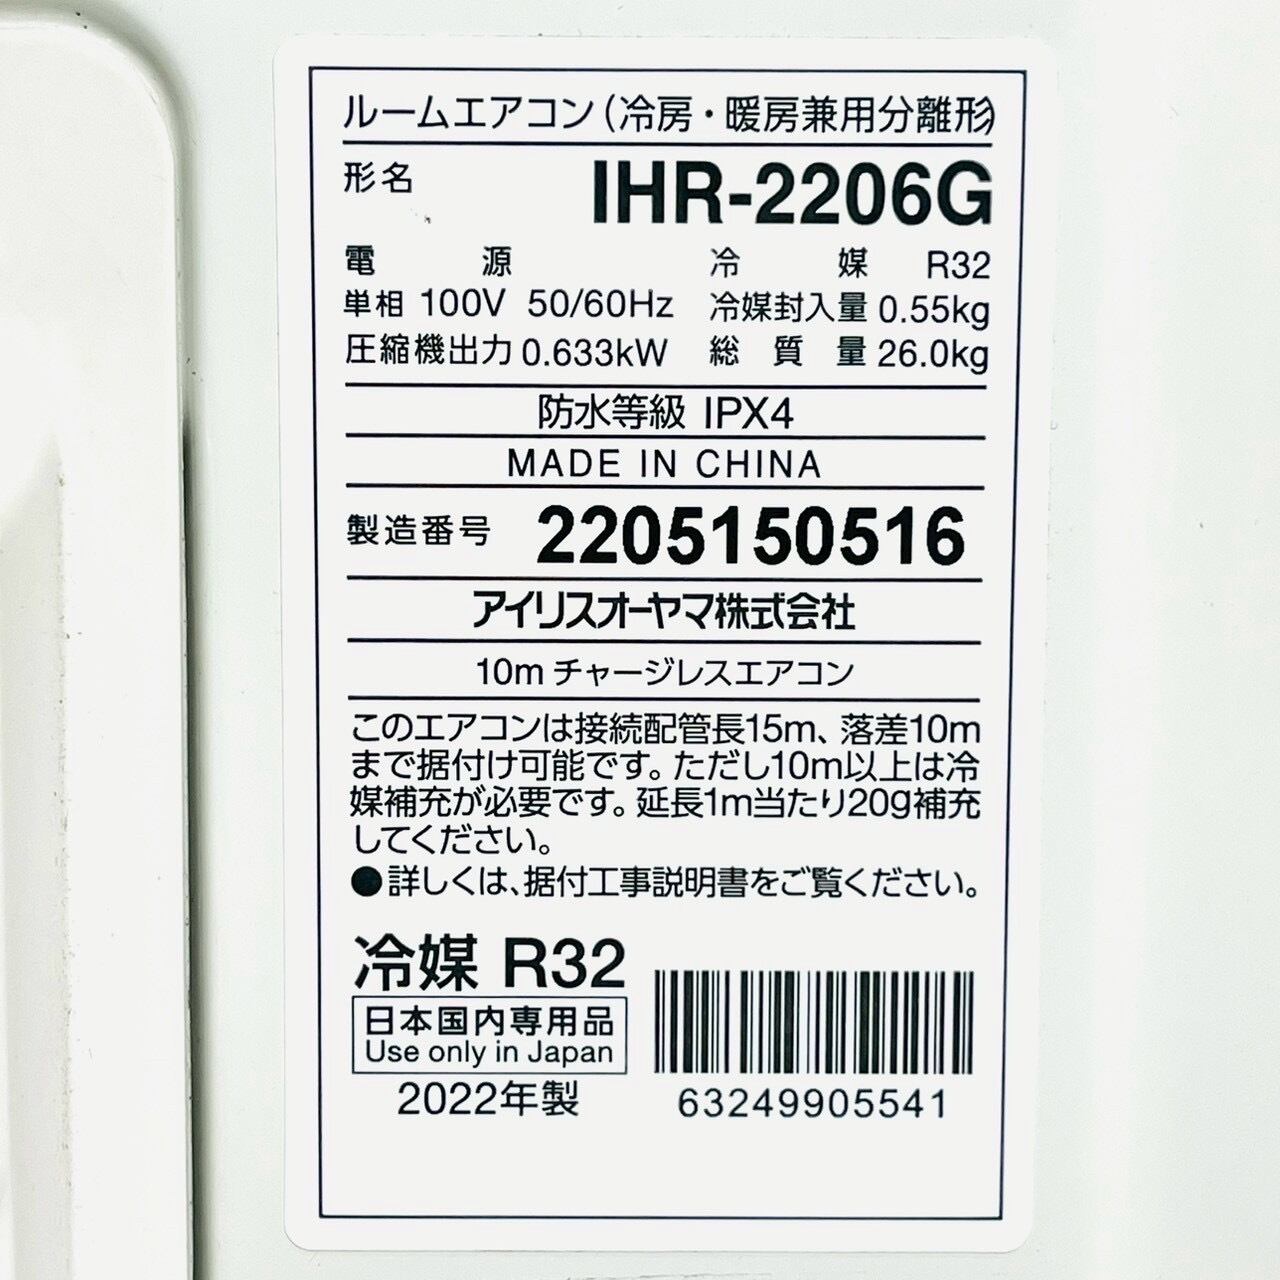 ルームエアコン(冷房・暖房兼用分離形)
形名 IHR-2206G
電源 冷媒 R32
単相 100V 50/60Hz 冷媒封入量 0.55kg
圧縮機出力 0.633kW 総質量 26.0kg
防水等級 IPX4
MADE IN CHINA
製造番号 2205150516
アイリスオーヤマ株式会社
10m チャージレスエアコン
このエアコンは接続配管長15m、落差10m
まで据付け可能です。ただし10m以上は冷
媒補充が必要です。延長1m当たり20g補充
してください。
●詳しくは、据付工事説明書をご覧ください。
冷媒 R32
日本国内専用品
Use only in Japan
2022年製
63249905541